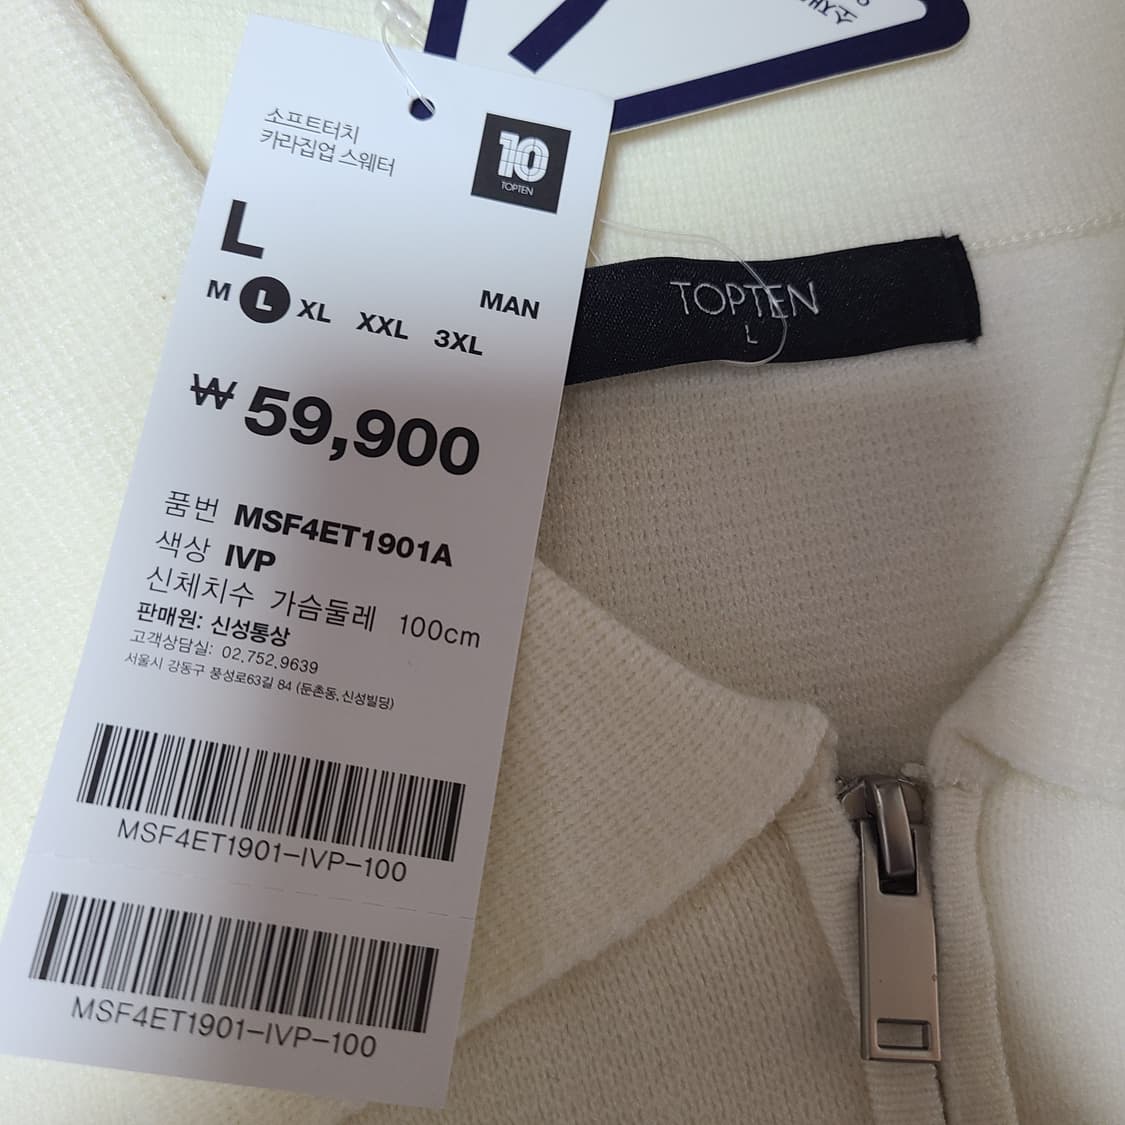 소재
소프트터치
카라집업 스웨터
10
TOPTEN
L
MAN
M L XL XXL 3XL
₩59,900
품번 MSF4ET1901A
색상 IVP
신체치수 가슴둘레 100cm
판매원: 신성통상
고객상담실: 02.752.9639
서울시 강동구 풍성로63길 84 (둔촌동, 신성빌딩)
MSF4ET1901-IVP-100
MSF4ET1901-IVP-100
TOPTEN
L